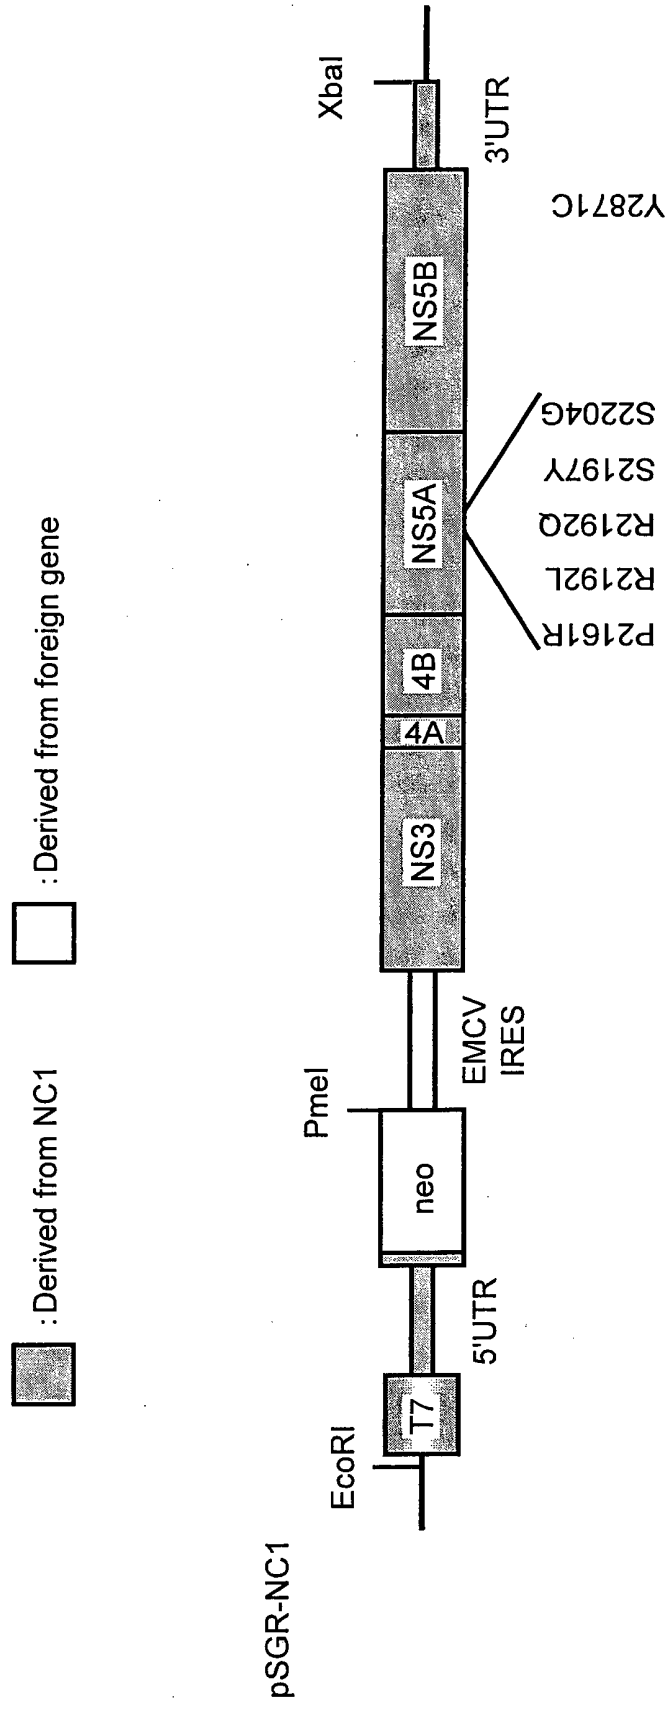 : Derived from NC1
: Derived from foreign gene
pSGR-NC1
EcoRI
PmeI
XbaI
T7
neo
NS3
4A
4B
NS5A
NS5B
5'UTR
EMCV
IRES
3'UTR
P2161R
R2192L
R2192Q
S2197Y
S2204G
Y2871C